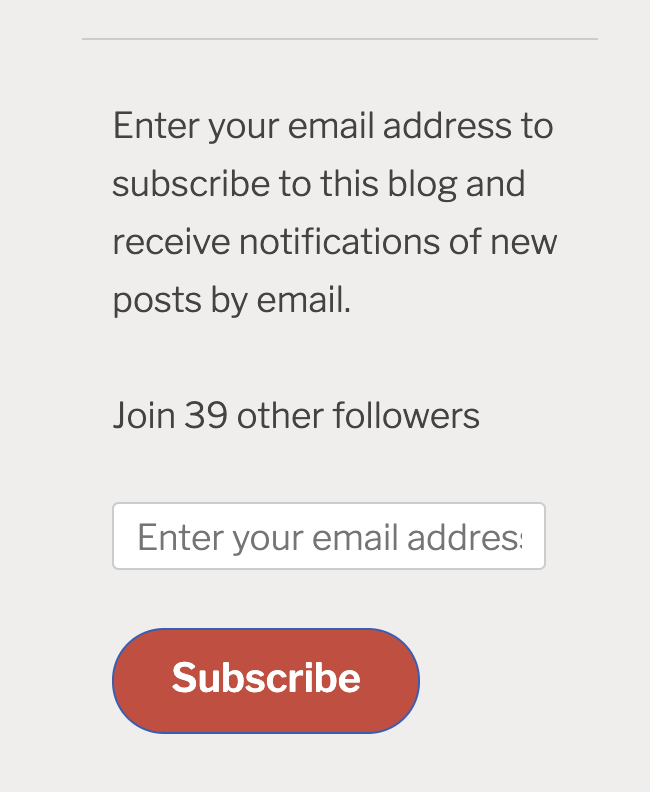 Enter your email address to
subscribe to this blog and
receive notifications of new
posts by email.
Join 39 other followers
Enter your email address
Subscribe